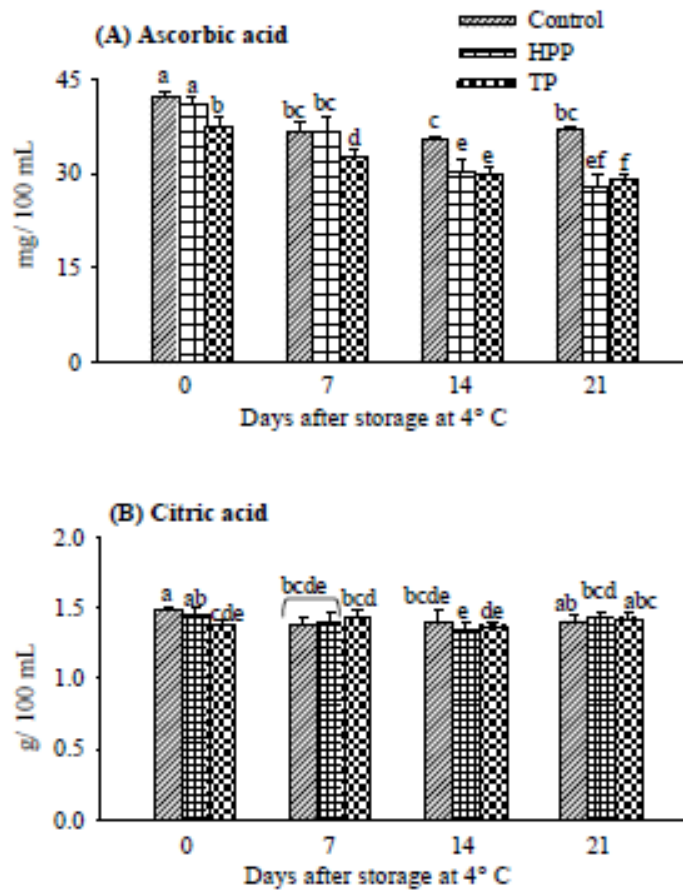 Control
(A) Ascorbic acid
HPP
TP
45
30
15
0
mg/100 mL
a a b
bc bc d
c e e
bc ef f
0 7 14 21
Days after storage at 4° C
(B) Citric acid
2.0
1.5
1.0
0.5
0.0
g/ 100 mL
a ab cde
bcde bcd
bcde e de
ab bcd abc
0 7 14 21
Days after storage at 4° C